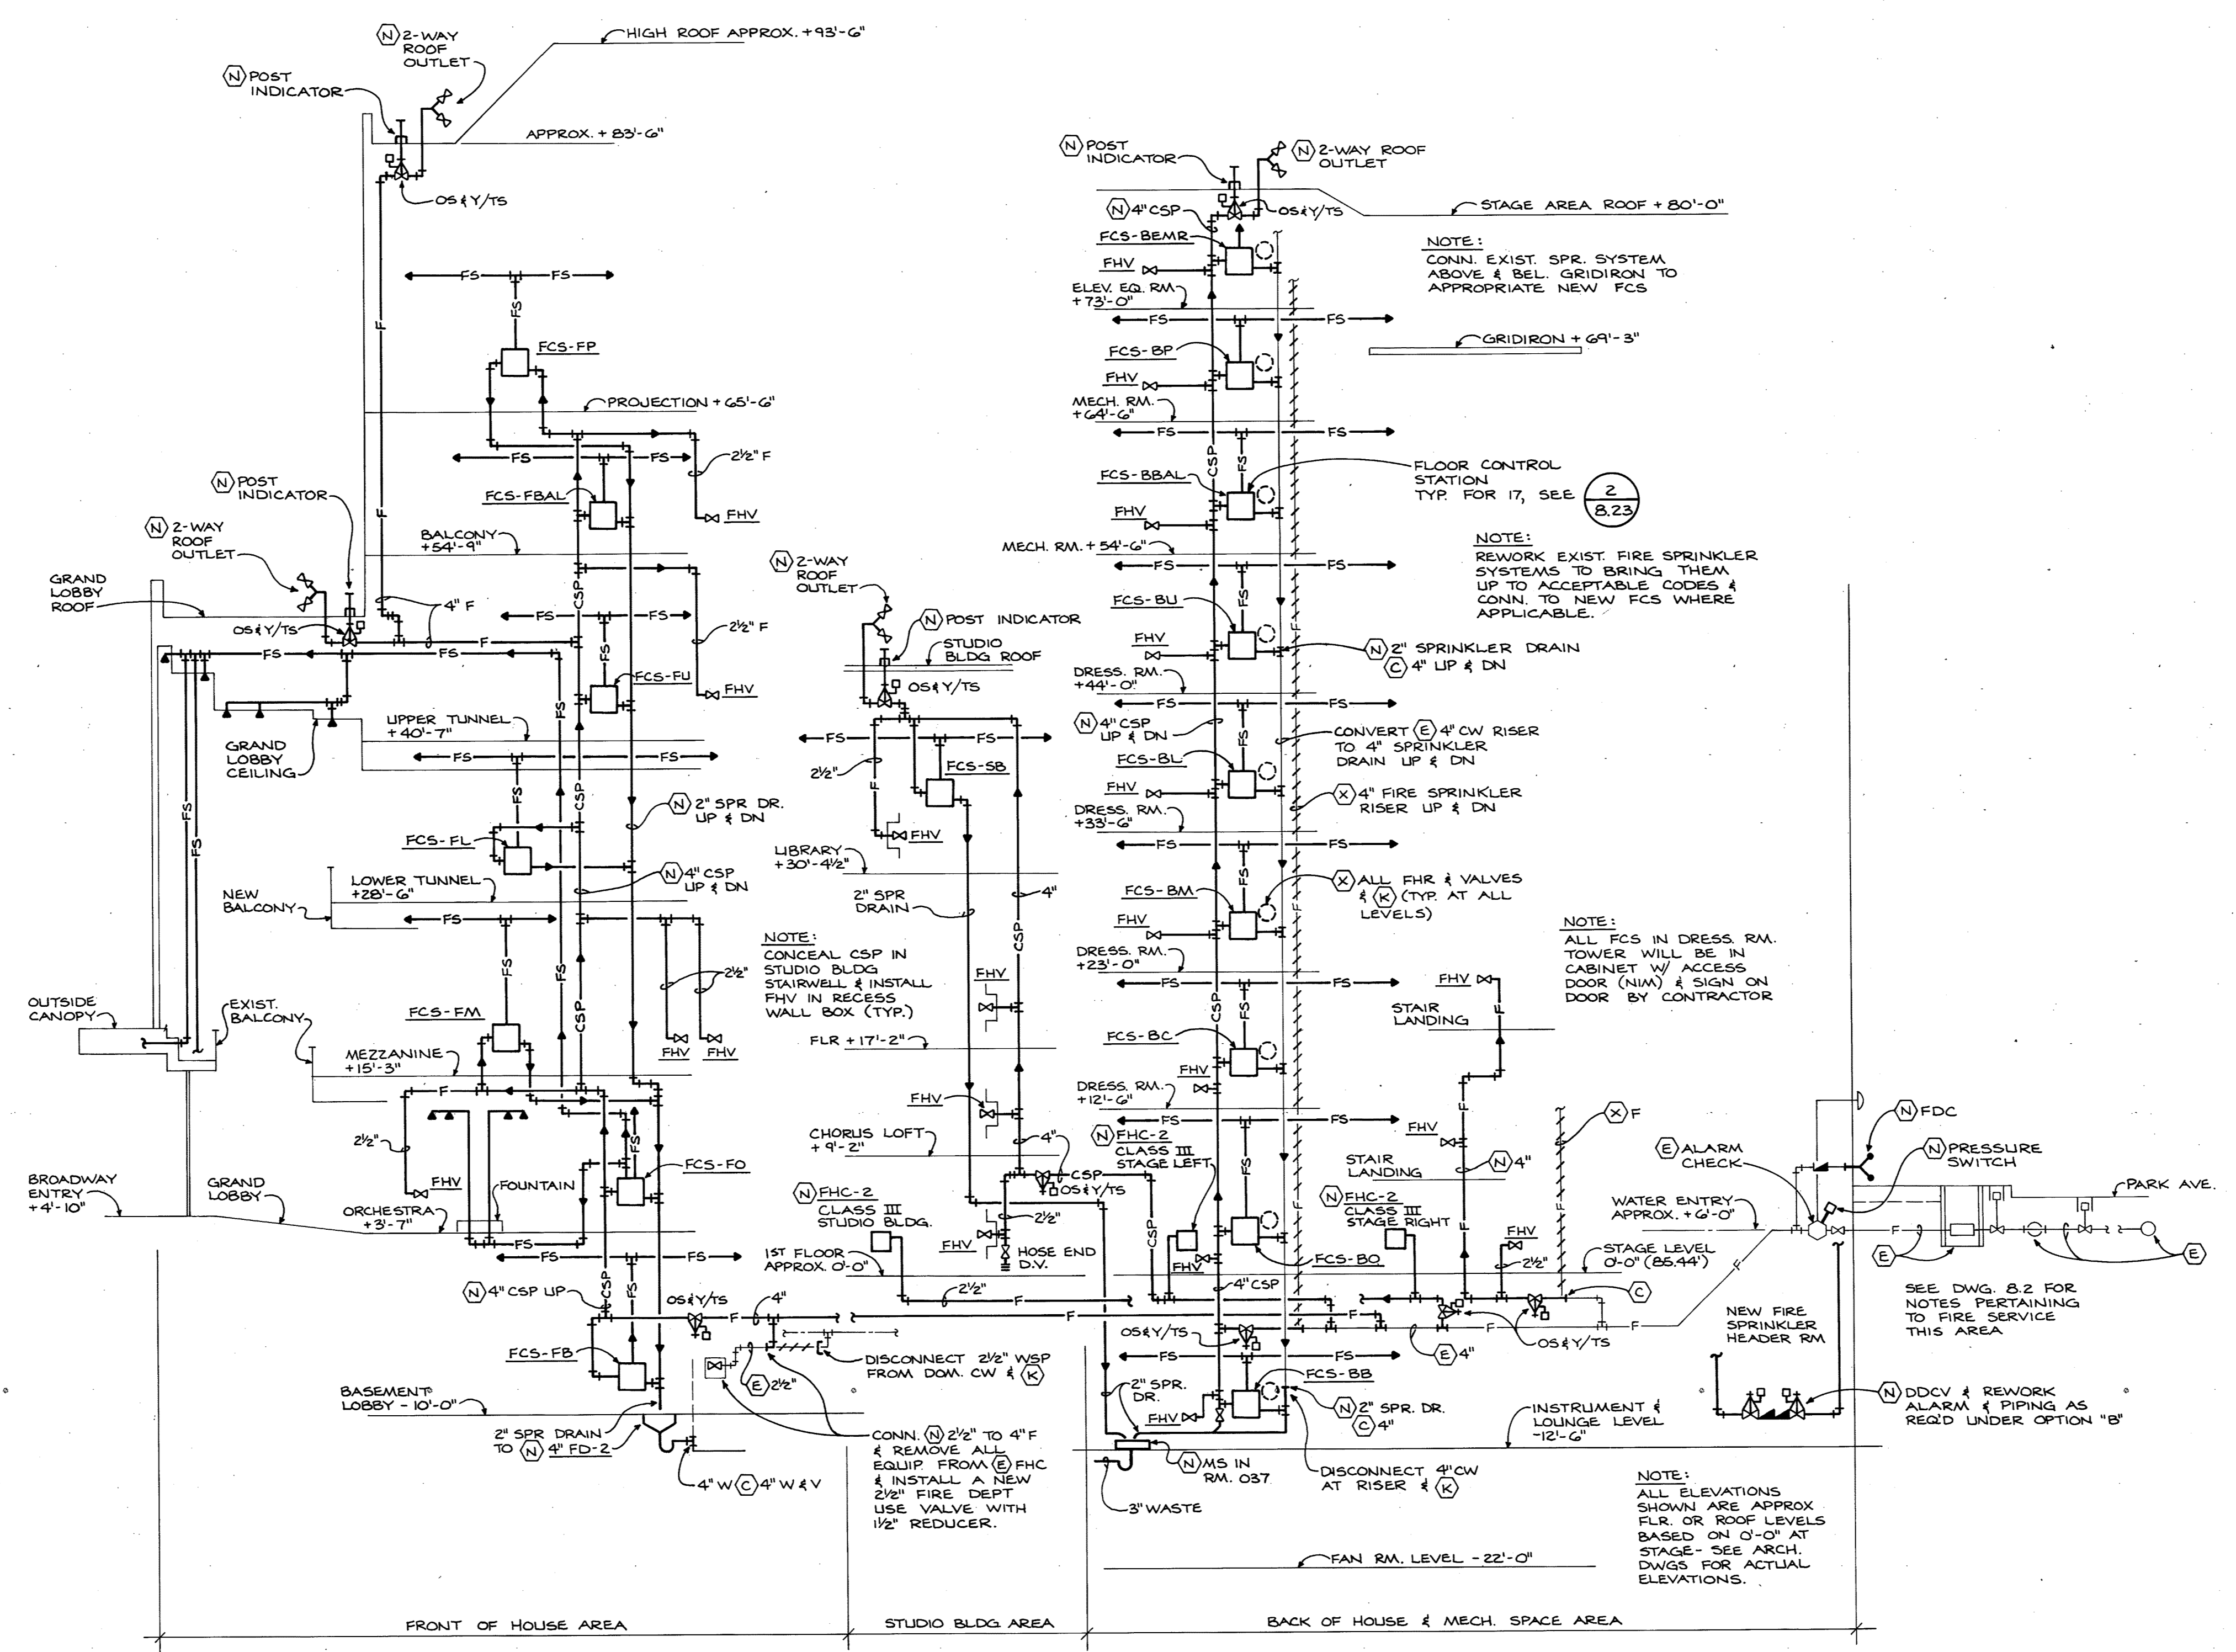 N 2-WAY
ROOF
OUTLET
HIGH ROOF APPROX. +93'-6"
N POST
INDICATOR
APPROX. + 83'-6"
OS&Y/TS
F
FS
FS
FS
FCS-FP
PROJECTION +65'-6"
FS
FS
2½" F
FCS-FBAL
FHV
BALCONY
+54'-9"
N POST
INDICATOR
N 2-WAY
ROOF
OUTLET
GRAND
LOBBY
ROOF
4" F
OS&Y/TS
F
F
CSP
FS
FS
FS
2½" F
FCS-FU
FHV
FS
FS
FS
UPPER TUNNEL
+40'-7"
GRAND
LOBBY
CEILING
FS
FS
FS
CSP
FS
FS
N 2" SPR DR.
UP & DN
FCS-FL
N 4" CSP
UP & DN
LOWER TUNNEL
+28'-6"
NEW
BALCONY
FS
FS
FS
FS
CSP
2½"
OUTSIDE
CANOPY
EXIST.
BALCONY
FCS-FM
FHV
FHV
MEZZANINE
+15'-3"
F
2½"
FS
FCS-FO
BROADWAY
ENTRY
+4'-10"
GRAND
LOBBY
FHV
FOUNTAIN
ORCHESTRA
+3'-7"
FS
FS
FS
N 4" CSP UP
CSP
FS
OS&Y/TS
4"
F
FCS-FB
E 2½"
DISCONNECT 2½" WSP
FROM DOM. CW & K
BASEMENT
LOBBY -10'-0"
2" SPR DRAIN
TO N 4" FD-2
4" W C 4" W & V
CONN. N 2½" TO 4" F
& REMOVE ALL
EQUIP. FROM E FHC
& INSTALL A NEW
2½" FIRE DEPT
USE VALVE WITH
1½" REDUCER.
N 2-WAY
ROOF
OUTLET
N POST INDICATOR
STUDIO
BLDG ROOF
OS&Y/TS
FS
FS
2½"
FCS-SB
F
FHV
LIBRARY
+30'-4½"
2" SPR
DRAIN
4"
CSP
NOTE:
CONCEAL CSP IN
STUDIO BLDG
STAIRWELL & INSTALL
FHV IN RECESS
WALL BOX (TYP.)
FHV
FLR +17'-2"
FHV
CHORUS LOFT
+9'-2"
4"
CSP
OS&Y/TS
N FHC-2
CLASS III
STUDIO BLDG.
2½"
FHV
HOSE END
D.V.
1ST FLOOR
APPROX. 0'-0"
2½"
F
F
N POST
INDICATOR
N 2-WAY ROOF
OUTLET
N 4" CSP
OS&Y/TS
STAGE AREA ROOF +80'-0"
FCS-BEMR
FHV
NOTE:
CONN. EXIST. SPR. SYSTEM
ABOVE & BEL. GRIDIRON TO
APPROPRIATE NEW FCS
ELEV. EQ. RM.
+73'-0"
FS
FS
GRIDIRON +69'-3"
FCS-BP
FHV
MECH. RM.
+64'-6"
FS
FS
CSP
FS
FLOOR CONTROL
STATION
TYP. FOR 17, SEE
2
8.23
FCS-BBAL
FHV
NOTE:
REWORK EXIST. FIRE SPRINKLER
SYSTEMS TO BRING THEM
UP TO ACCEPTABLE CODES &
CONN. TO NEW FCS WHERE
APPLICABLE.
MECH. RM. +54'-6"
FS
FS
FS
FCS-BU
FHV
N 2" SPRINKLER DRAIN
C 4" UP & DN
DRESS. RM.
+44'-0"
FS
FS
N 4" CSP
UP & DN
FS
CONVERT E 4" CW RISER
TO 4" SPRINKLER
DRAIN UP & DN
FCS-BL
FHV
X 4" FIRE SPRINKLER
RISER UP & DN
DRESS. RM.
+33'-6"
FS
FS
FS
FCS-BM
X ALL FHR & VALVES
& K (TYP. AT ALL
LEVELS)
FHV
NOTE:
ALL FCS IN DRESS. RM.
TOWER WILL BE IN
CABINET W/ ACCESS
DOOR (NIM) & SIGN ON
DOOR BY CONTRACTOR
DRESS. RM.
+23'-0"
FS
FS
CSP
FS
FHV
STAIR
LANDING
F
FCS-BC
FHV
DRESS. RM.
+12'-6"
FS
FS
F
X F
FHV
N FHC-2
CLASS III
STAGE LEFT
STAIR
LANDING
N 4"
FS
CSP
N FHC-2
CLASS III
STAGE RIGHT
F
FHV
FHV
FCS-BO
2½"
4" CSP
STAGE LEVEL
0'-0" (85.44')
C
OS&Y/TS
E 4"
F
F
F
OS&Y/TS
FS
FS
FCS-BB
2" SPR.
DR.
FHV
N 2" SPR. DR.
C 4"
N MS IN
RM. 037
DISCONNECT 4" CW
AT RISER & K
3" WASTE
INSTRUMENT &
LOUNGE LEVEL
-12'-6"
FAN RM. LEVEL -22'-0"
N FDC
E ALARM
CHECK
N PRESSURE
SWITCH
PARK AVE.
WATER ENTRY
APPROX. +6'-0"
F
F
E
E
SEE DWG. 8.2 FOR
NOTES PERTAINING
TO FIRE SERVICE
THIS AREA
NEW FIRE
SPRINKLER
HEADER RM
N DDCV & REWORK
ALARM & PIPING AS
REQ'D UNDER OPTION "B"
NOTE:
ALL ELEVATIONS
SHOWN ARE APPROX
FLR. OR ROOF LEVELS
BASED ON 0'-0" AT
STAGE- SEE ARCH.
DWGS FOR ACTUAL
ELEVATIONS.
FRONT OF HOUSE AREA
STUDIO BLDG AREA
BACK OF HOUSE & MECH. SPACE AREA